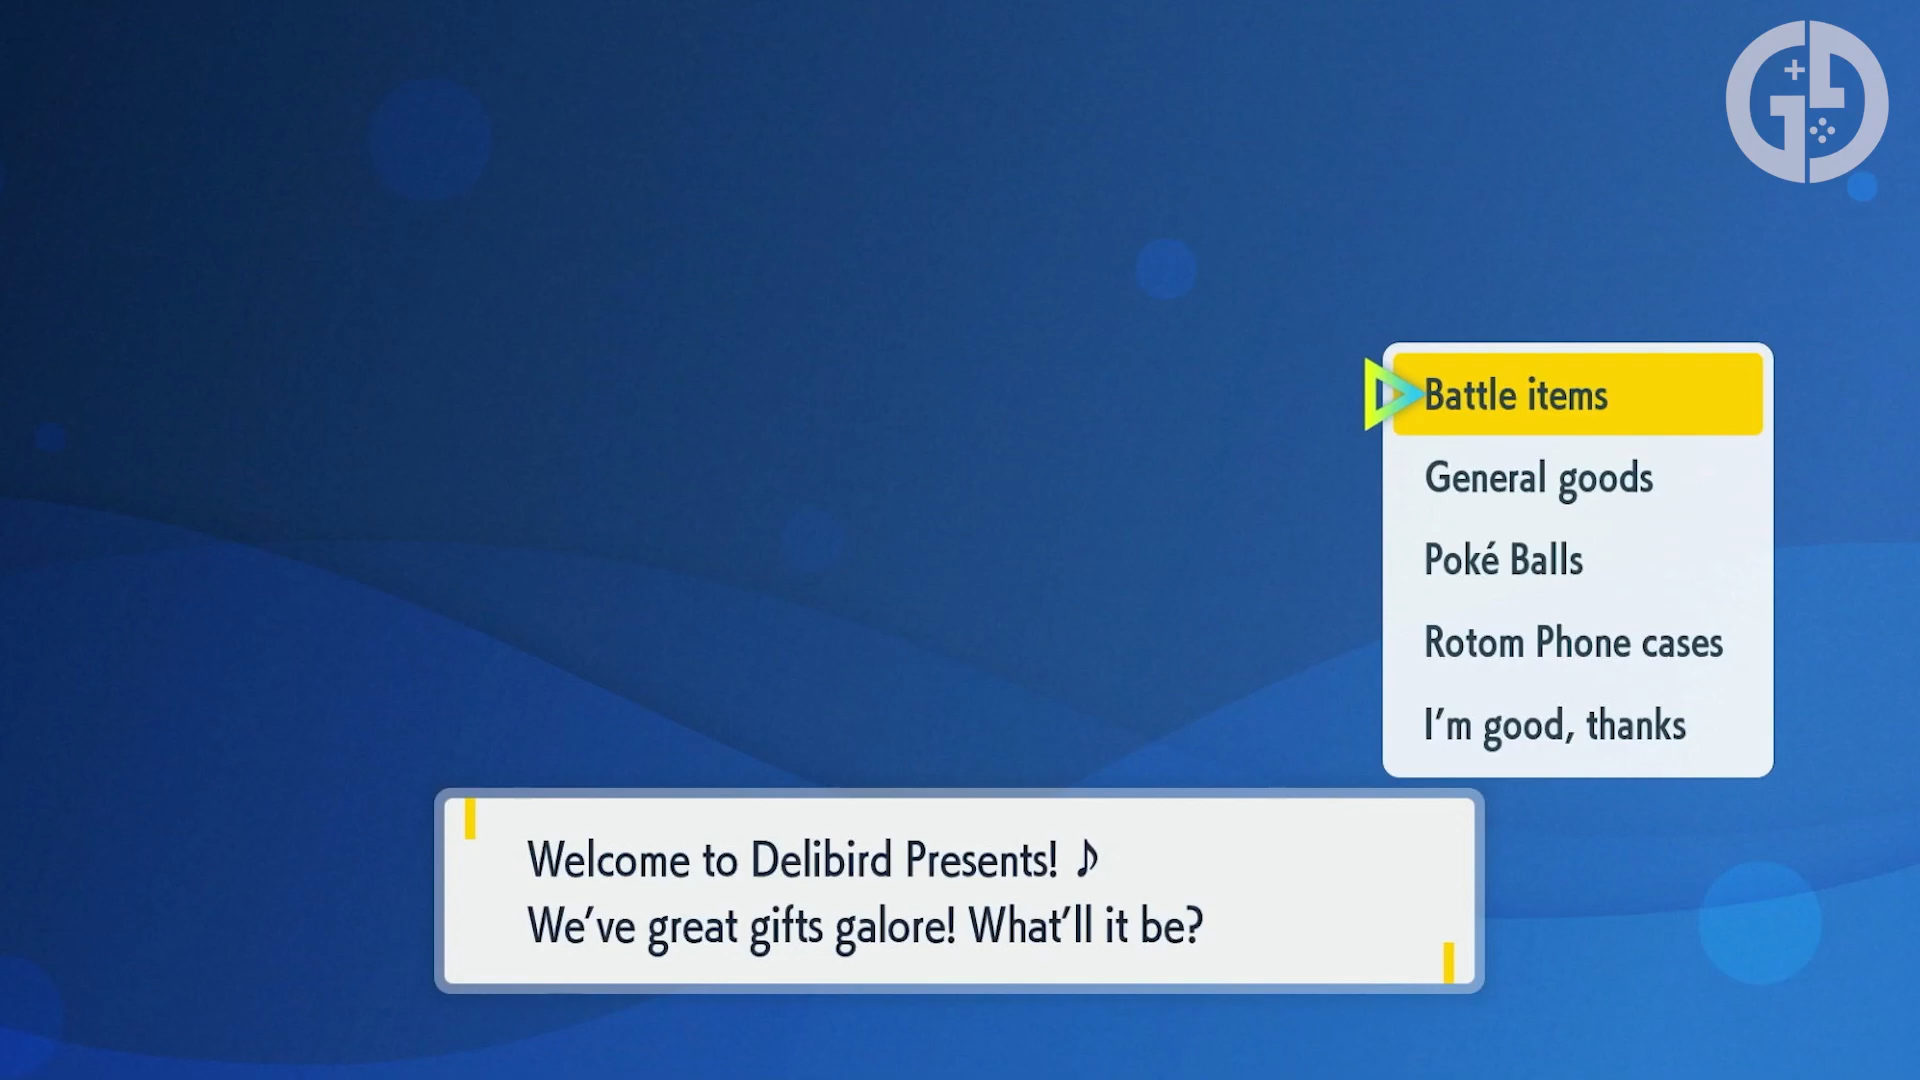 Battle items
General goods
Poké Balls
Rotom Phone cases
I'm good, thanks
Welcome to Delibird Presents! ♪
We've great gifts galore! What'll it be?